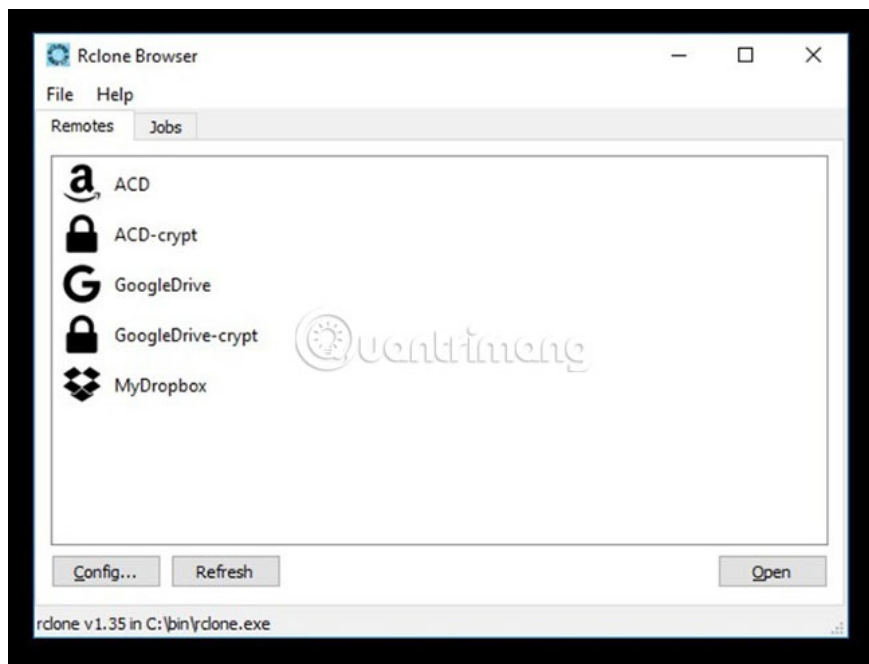 Rclone Browser
File Help
Remotes Jobs
ACD
ACD-crypt
GoogleDrive
GoogleDrive-crypt
Quantrimang
MyDropbox
Config... Refresh Open
rclone v1.35 in C:\bin\rclone.exe